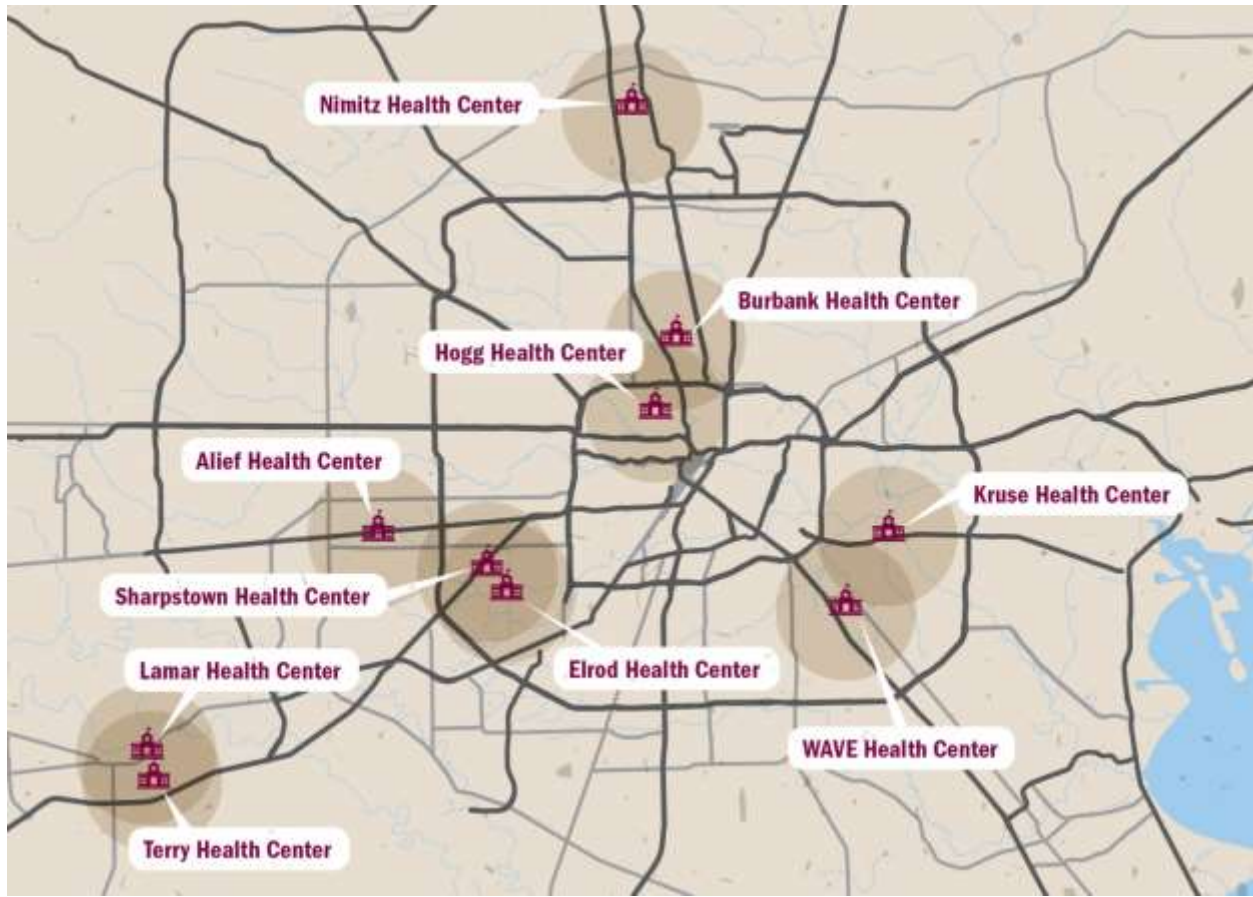 Nimitz Health Center
Burbank Health Center
Hogg Health Center
Alief Health Center
Kruse Health Center
Sharpstown Health Center
Elrod Health Center
Lamar Health Center
WAVE Health Center
Terry Health Center